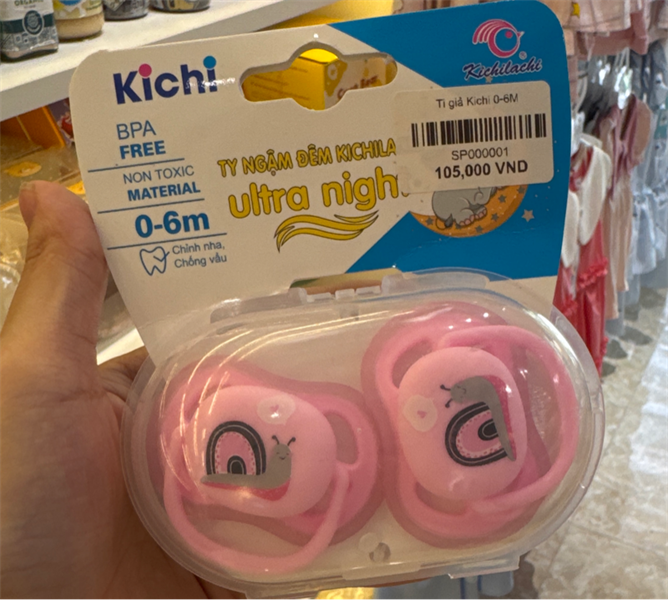 Kichi
Kichilachi
BPA
FREE
NON TOXIC
MATERIAL
0-6m
Chỉnh nha,
Chống vẩu
TY NGẬM ĐÊM KICHILA
ultra nigh
Ti giả Kichi 0-6M
SP000001
105,000 VND